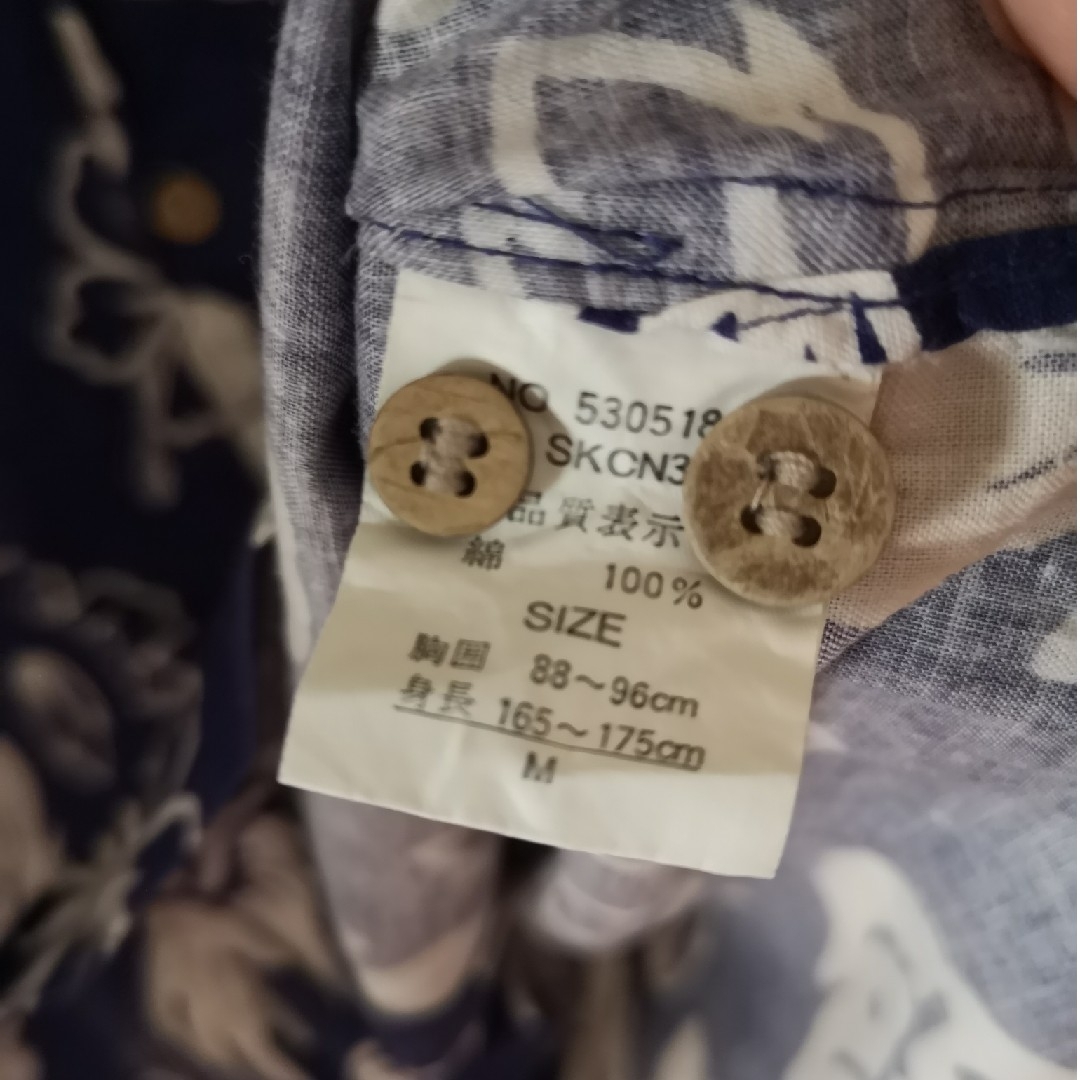 NO 530518
SKCN3
品質表示
綿 100%
SIZE
胸囲 88～96cm
身長 165～175cm
M